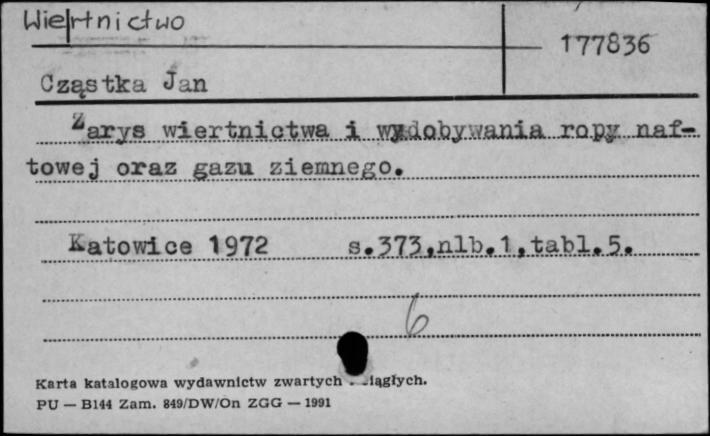 Wiertnictwo
177836
Cząstka Jan
Zarys wiertnictwa i wydobywania ropy naf-
towej oraz gazu ziemnego.
Katowice 1972 s.373,nlb.1,tabl.5.
6
Karta katalogowa wydawnictw zwartych
PU — B144 Zam. 849/DW/On ZGG — 1991